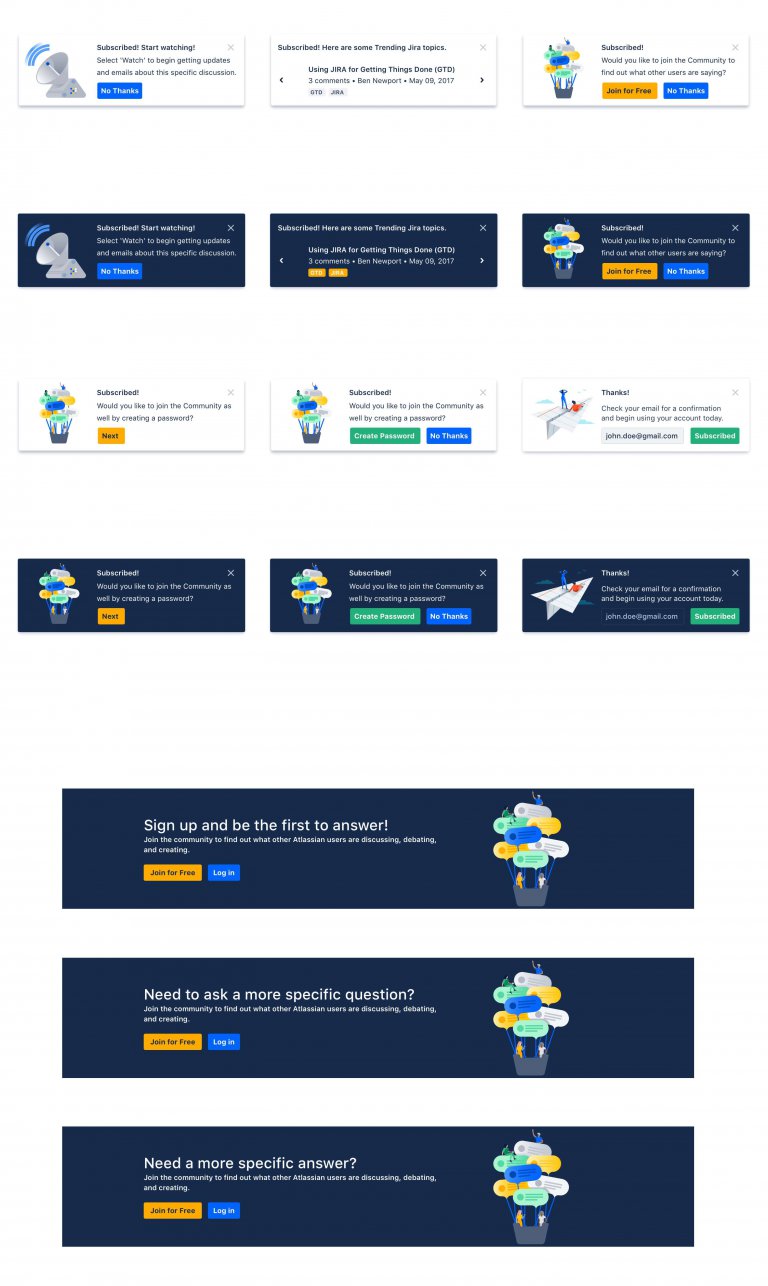 Subscribed! Start watching!
Select 'Watch' to begin getting updates
and emails about this specific discussion.
No Thanks
Subscribed! Here are some Trending Jira topics.
Using JIRA for Getting Things Done (GTD)
3 comments • Ben Newport • May 09, 2017
GTD JIRA
Subscribed!
Would you like to join the Community to
find out what other users are saying?
Join for Free No Thanks
Subscribed! Start watching!
Select 'Watch' to begin getting updates
and emails about this specific discussion.
No Thanks
Subscribed! Here are some Trending Jira topics.
Using JIRA for Getting Things Done (GTD)
3 comments • Ben Newport • May 09, 2017
GTD JIRA
Subscribed!
Would you like to join the Community to
find out what other users are saying?
Join for Free No Thanks
Subscribed!
Would you like to join the Community as
well by creating a password?
Next
Subscribed!
Would you like to join the Community as
well by creating a password?
Create Password No Thanks
Thanks!
Check your email for a confirmation
and begin using your account today.
john.doe@gmail.com Subscribed
Subscribed!
Would you like to join the Community as
well by creating a password?
Next
Subscribed!
Would you like to join the Community as
well by creating a password?
Create Password No Thanks
Thanks!
Check your email for a confirmation
and begin using your account today.
john.doe@gmail.com Subscribed
Sign up and be the first to answer!
Join the community to find out what other Atlassian users are discussing, debating,
and creating.
Join for Free Log in
Need to ask a more specific question?
Join the community to find out what other Atlassian users are discussing, debating,
and creating.
Join for Free Log in
Need a more specific answer?
Join the community to find out what other Atlassian users are discussing, debating,
and creating.
Join for Free Log in